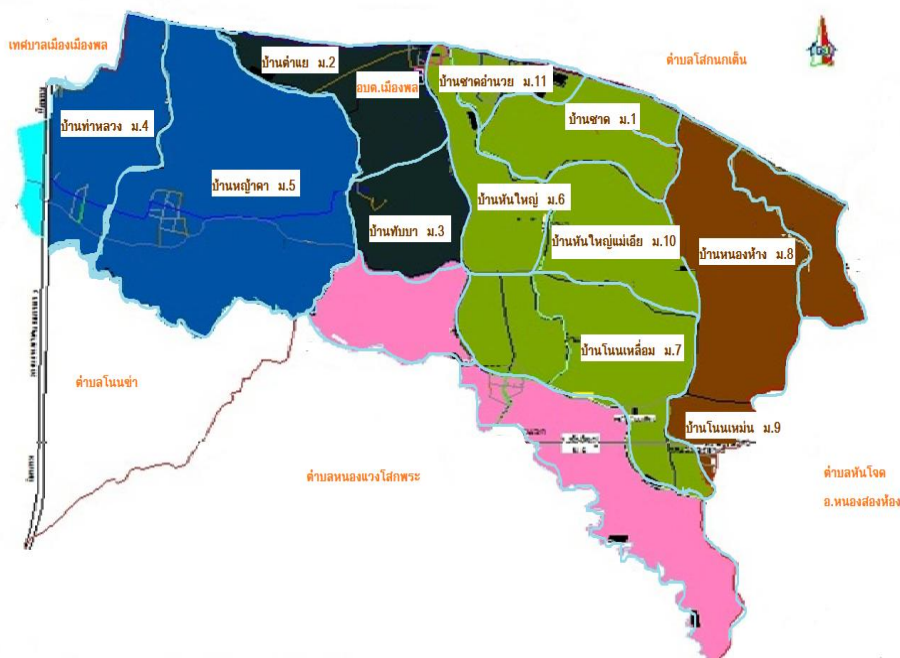 เทศบาลเมืองเมืองพล
บ้านตำแย ม.2
อบต.เมืองพล
บ้านซาดอำนวย ม.11
ตำบลโสกนกเต็น
บ้านท่าหลวง ม.4
บ้านซาด ม.1
บ้านหญ้าคา ม.5
บ้านหันใหญ่ ม.6
บ้านทับบา ม.3
บ้านหันใหญ่แม่เอีย ม.10
บ้านหนองห้าง ม.8
บ้านโนนเหลื่อม ม.7
ตำบลโนนข่า
บ้านโนนเหม่น ม.9
ตำบลหนองแวงโสกพระ
ตำบลหันโจด
อ.หนองสองห้อง